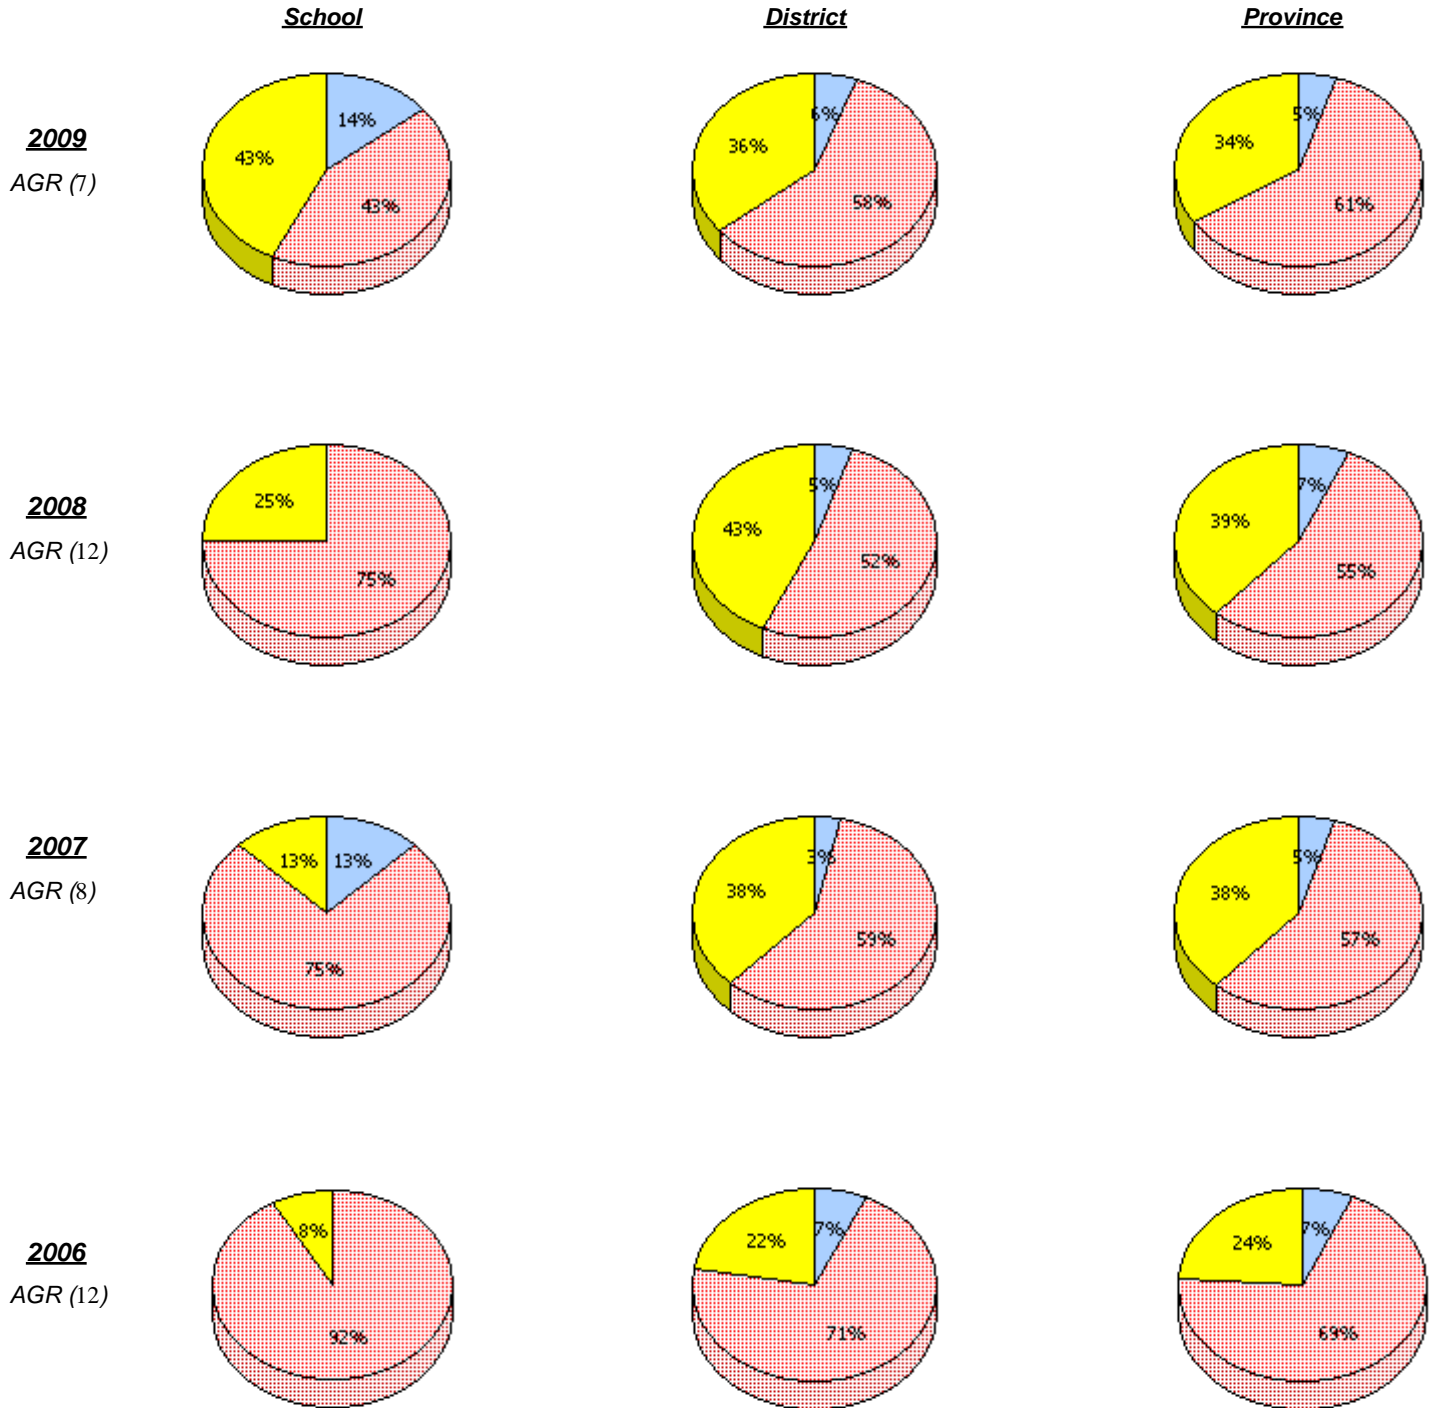 School District Province
14% 6% 5%
2009 43% 36% 34%
AGR (7) 43% 58% 61%
5% 7%
2008 25% 43% 39%
AGR (12) 75% 52% 55%
2007 13% 13% 3% 5%
AGR (8) 38% 38%
75% 59% 57%
2006 8% 22% 7% 24% 7%
AGR (12) 92% 71% 69%